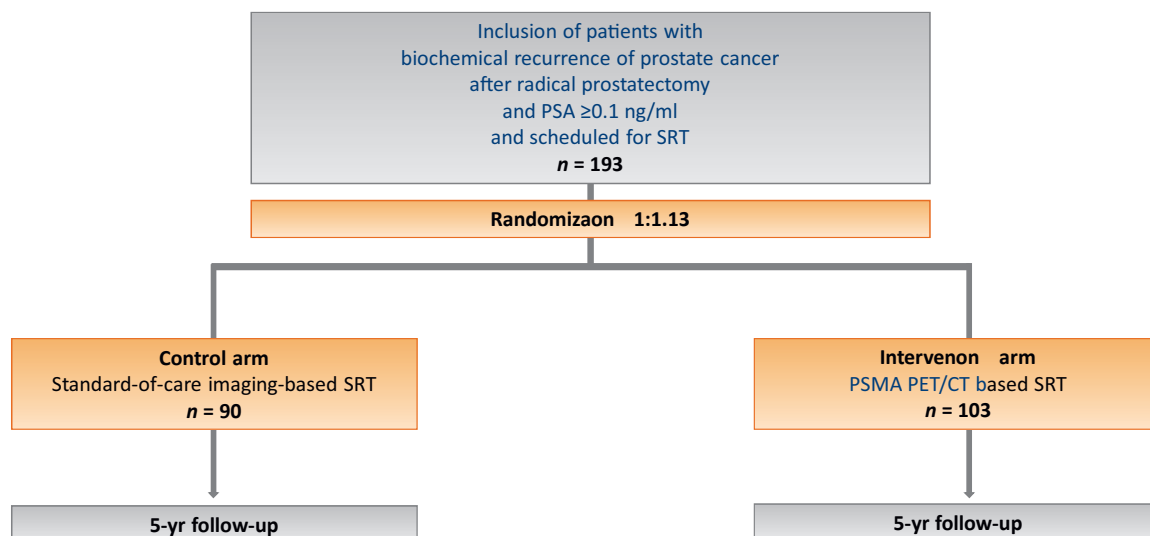 Inclusion of patients with
biochemical recurrence of prostate cancer
after radical prostatectomy
and PSA ≥0.1 ng/ml
and scheduled for SRT
n = 193
Randomizaon 1:1.13
Control arm
Standard-of-care imaging-based SRT
n = 90
Intervenon arm
PSMA PET/CT based SRT
n = 103
5-yr follow-up
5-yr follow-up